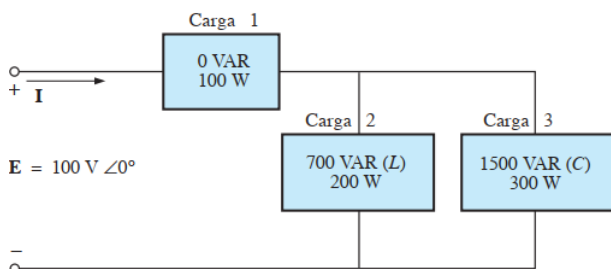 Carga 1
0 VAR
100 W
+ I
Carga 2
Carga 3
700 VAR (L)
200 W
1500 VAR (C)
300 W
E = 100 V ∠0°
−